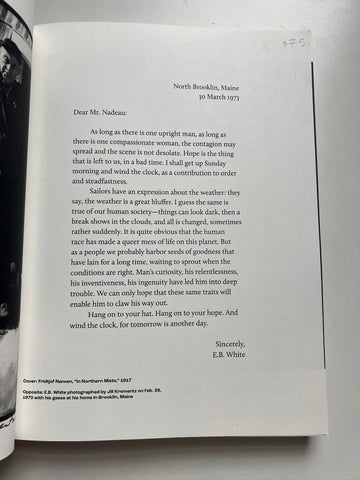 275
North Brooklin, Maine
30 March 1973
Dear Mr. Nadeau:
As long as there is one upright man, as long as
there is one compassionate woman, the contagion may
spread and the scene is not desolate. Hope is the thing
that is left to us, in a bad time. I shall get up Sunday
morning and wind the clock, as a contribution to order
and steadfastness.
Sailors have an expression about the weather: they
say, the weather is a great bluffer. I guess the same is
true of our human society—things can look dark, then a
break shows in the clouds, and all is changed, sometimes
rather suddenly. It is quite obvious that the human
race has made a queer mess of life on this planet. But
as a people we probably harbor seeds of goodness that
have lain for a long time, waiting to sprout when the
conditions are right. Man's curiosity, his relentlessness,
his inventiveness, his ingenuity have led him into deep
trouble. We can only hope that these same traits will
enable him to claw his way out.
Hang on to your hat. Hang on to your hope. And
wind the clock, for tomorrow is another day.
Sincerely,
E.B. White
Cover: Fridtjof Nansen, "In Northern Mists," 1917
Opposite: E.B. White photographed by Jill Krementz on Feb. 26,
1973 with his geese at his home in Brooklin, Maine